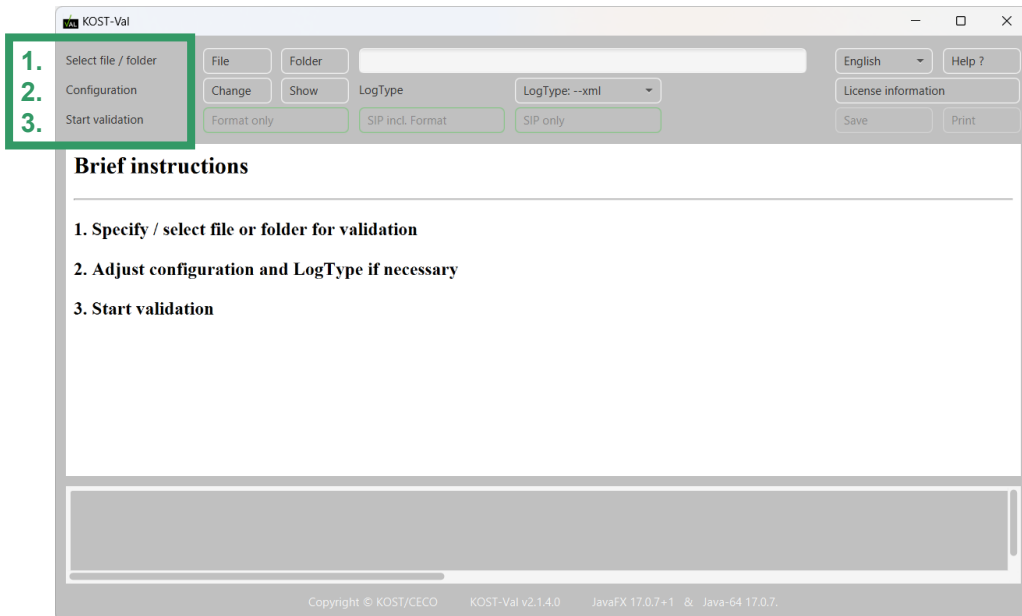 KOST-Val
1. Select file / folder File Folder English Help ?
2. Configuration Change Show LogType LogType: --xml License information
3. Start validation Format only SIP incl. Format SIP only Save Print
Brief instructions
1. Specify / select file or folder for validation
2. Adjust configuration and LogType if necessary
3. Start validation
Copyright © KOST/CECO KOST-Val v2.1.4.0 JavaFX 17.0.7+1 & Java-64 17.0.7.